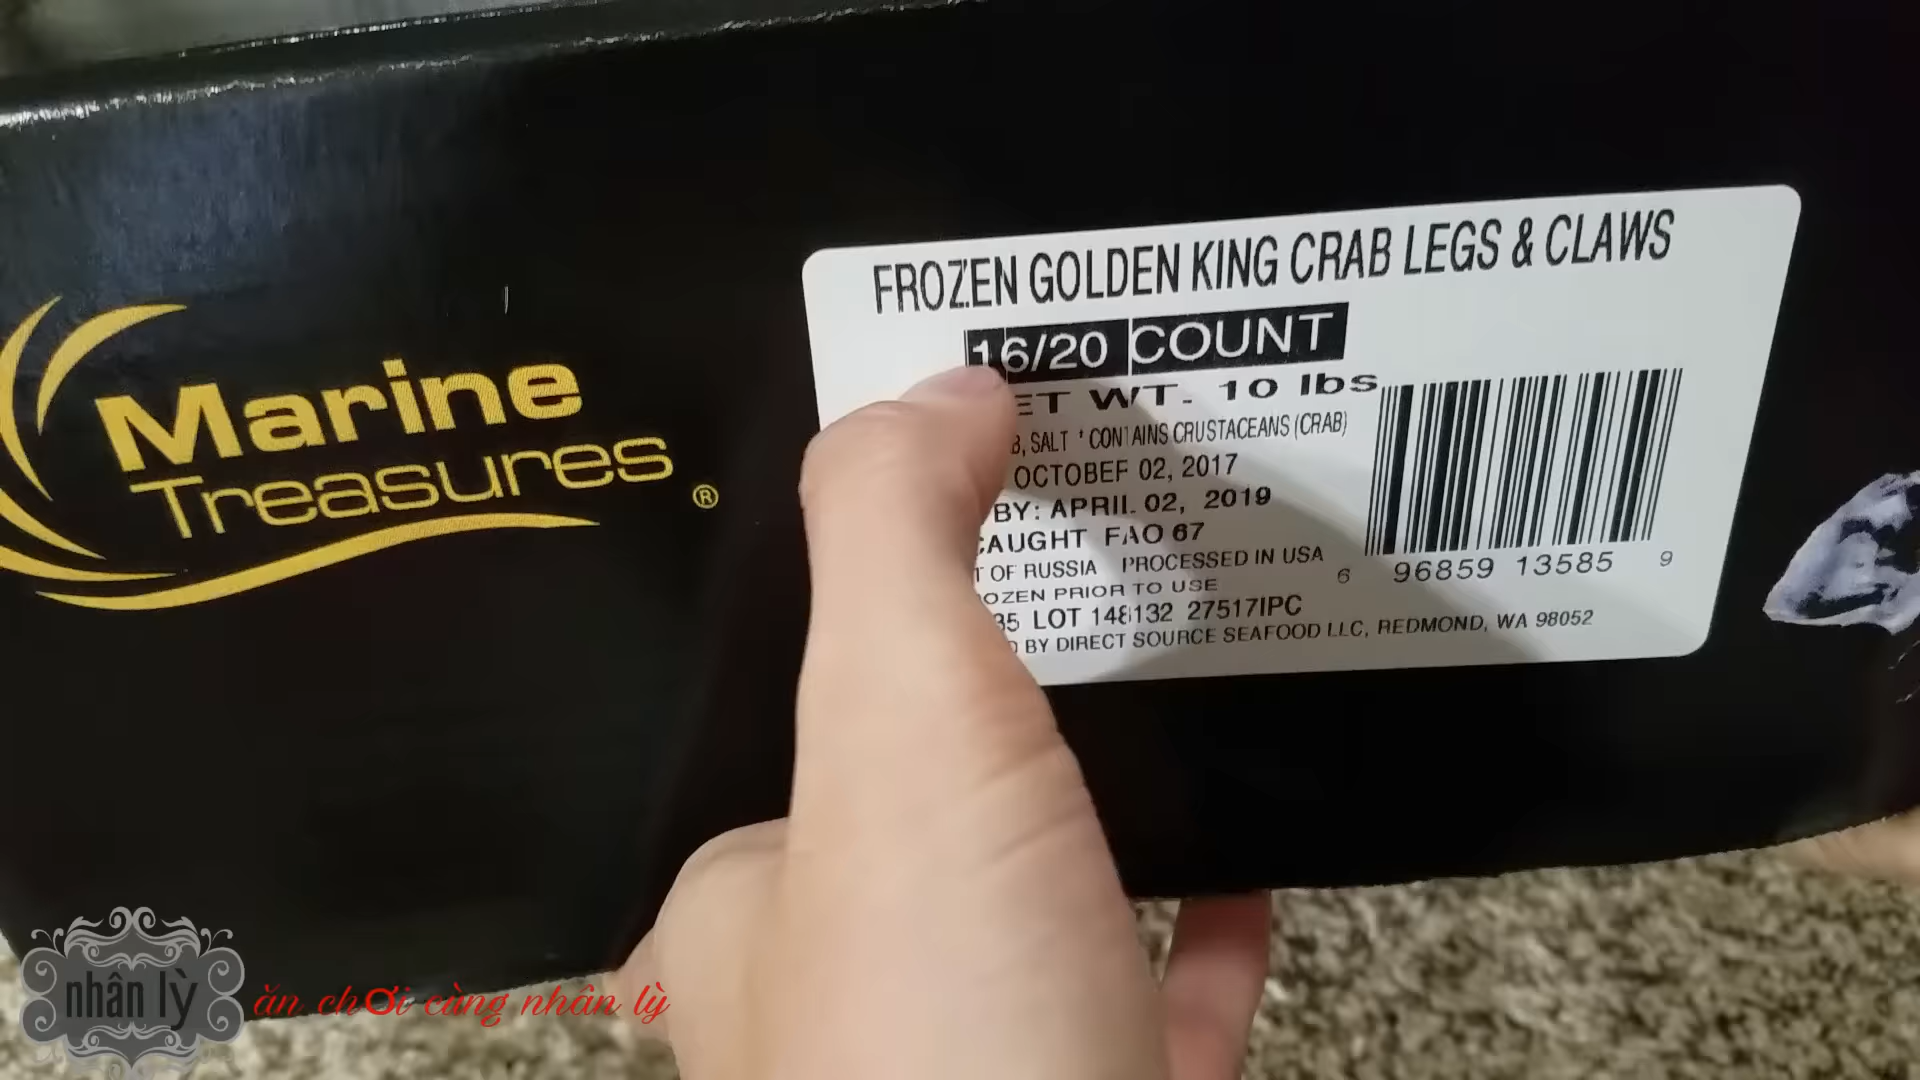 Marine
Treasures ®
FROZEN GOLDEN KING CRAB LEGS & CLAWS
16/20 COUNT
ET WT. 10 lbs
B, SALT * CONTAINS CRUSTACEANS (CRAB)
OCTOBER 02, 2017
BY: APRIL 02, 2019
CAUGHT FAO 67
T OF RUSSIA PROCESSED IN USA
OZEN PRIOR TO USE
35 LOT 148132 27517IPC
D BY DIRECT SOURCE SEAFOOD LLC, REDMOND, WA 98052
6 96859 13585 9
nhân lỳ
ăn chơi cùng nhân lỳ